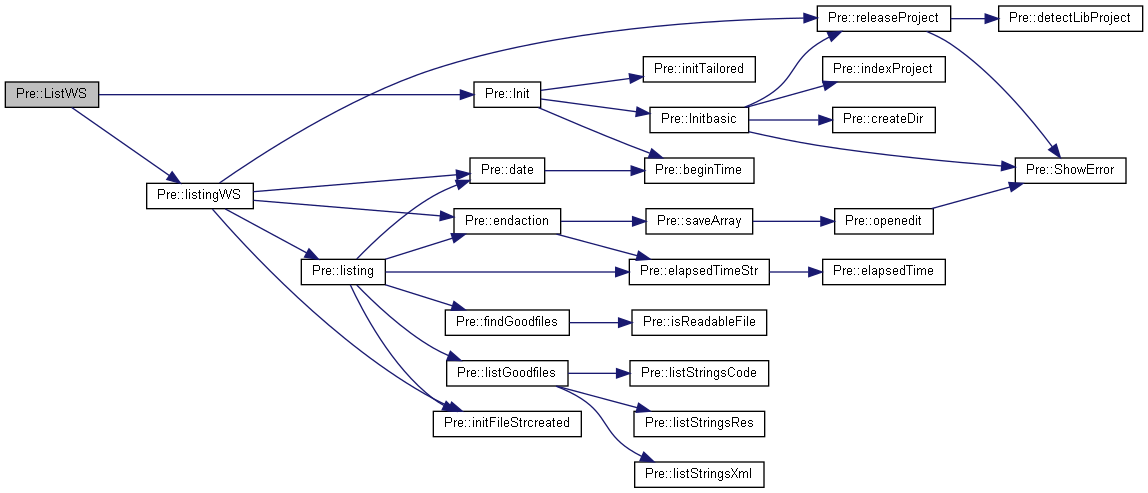 Pre::ListWS
Pre::listingWS
Pre::Init
Pre::date
Pre::endaction
Pre::listing
Pre::findGoodfiles
Pre::listGoodfiles
Pre::initFileStrcreated
Pre::initTailored
Pre::Initbasic
Pre::beginTime
Pre::saveArray
Pre::elapsedTimeStr
Pre::isReadableFile
Pre::listStringsCode
Pre::listStringsRes
Pre::listStringsXml
Pre::releaseProject
Pre::indexProject
Pre::createDir
Pre::openedit
Pre::elapsedTime
Pre::detectLibProject
Pre::ShowError